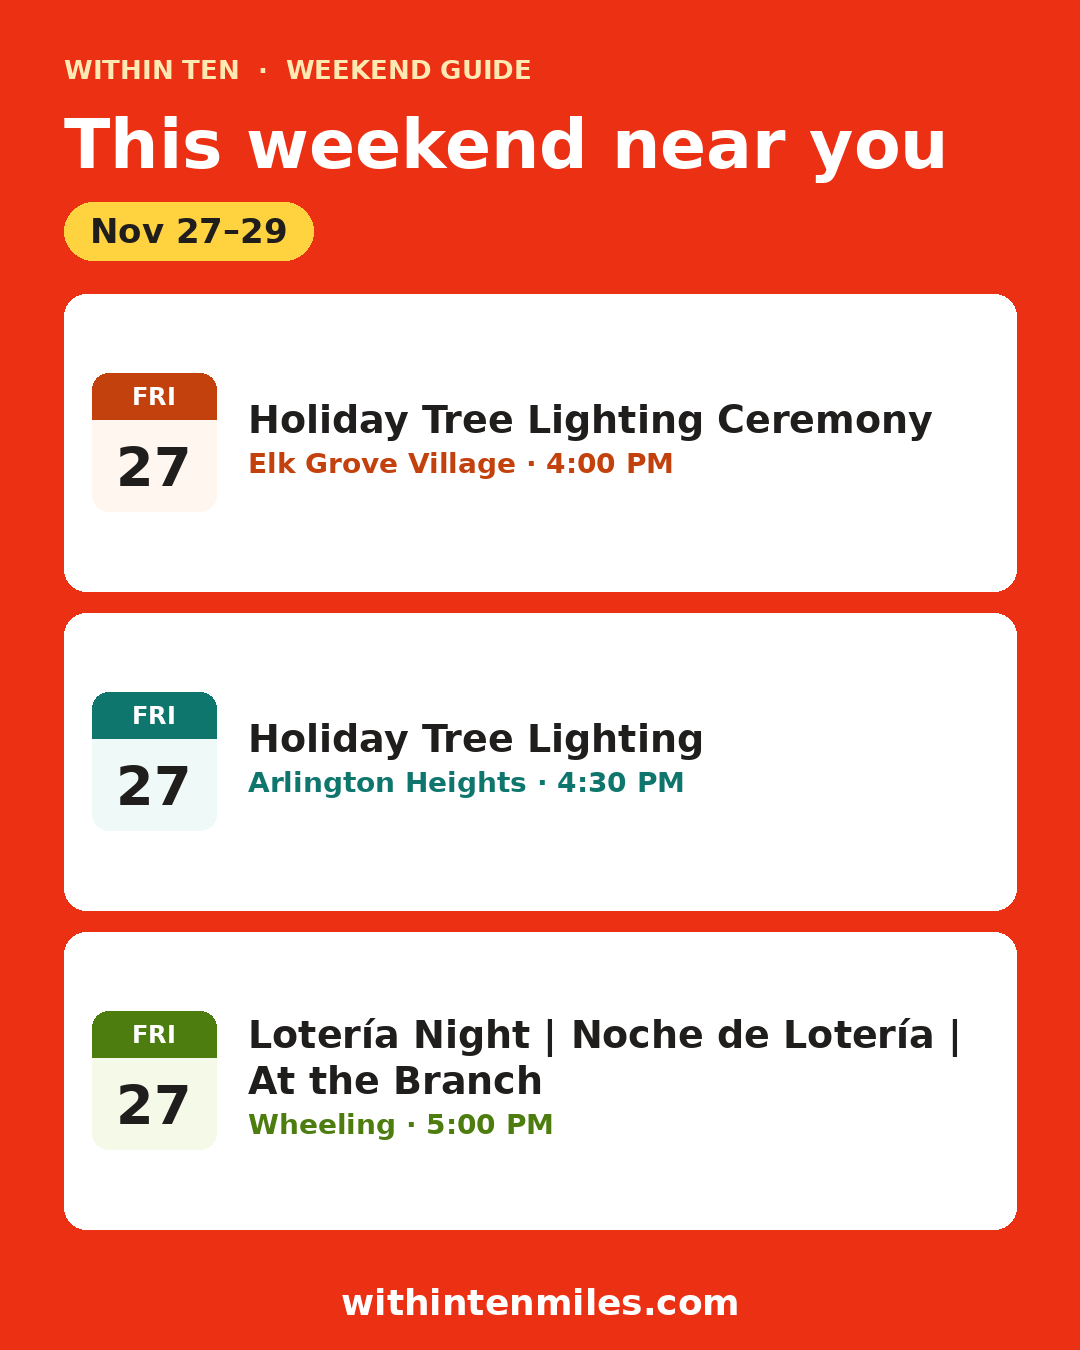 WITHIN TEN · WEEKEND GUIDE
This weekend near you
Nov 27–29
FRI
27
Holiday Tree Lighting Ceremony
Elk Grove Village · 4:00 PM
FRI
27
Holiday Tree Lighting
Arlington Heights · 4:30 PM
FRI
27
Lotería Night | Noche de Lotería |
At the Branch
Wheeling · 5:00 PM
withintenmiles.com